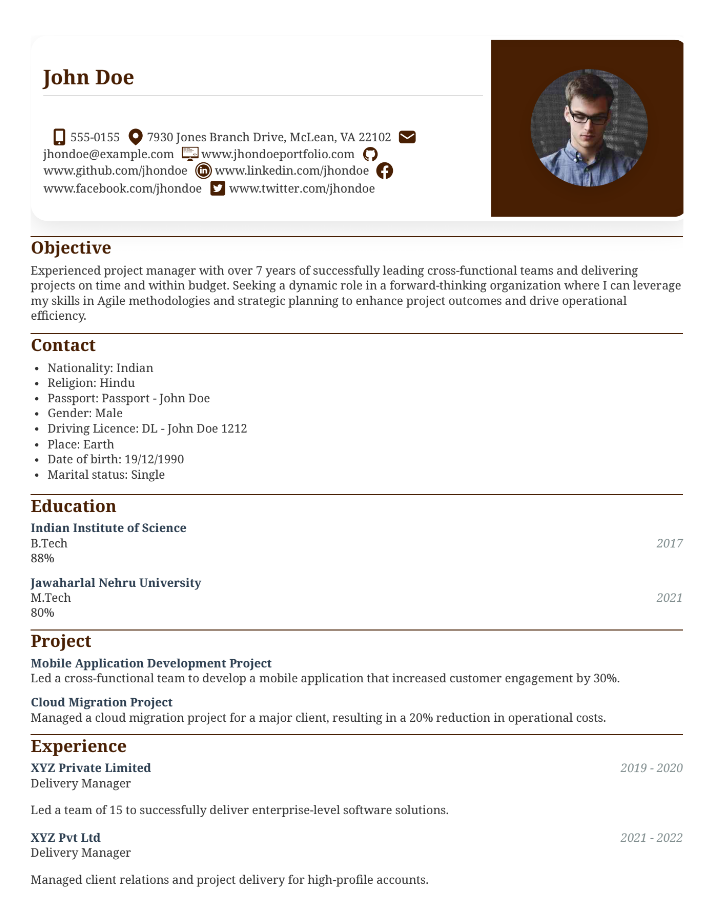 John Doe
555-0155 7930 Jones Branch Drive, McLean, VA 22102
jhondoe@example.com www.jhondoeportfolio.com
www.github.com/jhondoe www.linkedin.com/jhondoe
www.facebook.com/jhondoe www.twitter.com/jhondoe
Objective
Experienced project manager with over 7 years of successfully leading cross-functional teams and delivering
projects on time and within budget. Seeking a dynamic role in a forward-thinking organization where I can leverage
my skills in Agile methodologies and strategic planning to enhance project outcomes and drive operational
efficiency.
Contact
• Nationality: Indian
• Religion: Hindu
• Passport: Passport - John Doe
• Gender: Male
• Driving Licence: DL - John Doe 1212
• Place: Earth
• Date of birth: 19/12/1990
• Marital status: Single
Education
Indian Institute of Science
B.Tech 2017
88%
Jawaharlal Nehru University
M.Tech 2021
80%
Project
Mobile Application Development Project
Led a cross-functional team to develop a mobile application that increased customer engagement by 30%.
Cloud Migration Project
Managed a cloud migration project for a major client, resulting in a 20% reduction in operational costs.
Experience
XYZ Private Limited 2019 - 2020
Delivery Manager
Led a team of 15 to successfully deliver enterprise-level software solutions.
XYZ Pvt Ltd 2021 - 2022
Delivery Manager
Managed client relations and project delivery for high-profile accounts.